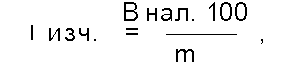 В нал. 100
I изч. = ,
m